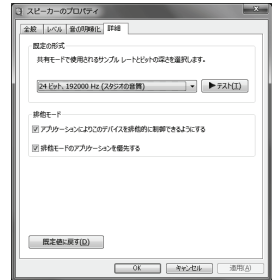 スピーカーのプロパティ
全般 レベル 音の明瞭化 詳細
既定の形式
共有モードで使用されるサンプル レートとビットの深さを選択します。
24 ビット、192000 Hz (スタジオの音質)
▶テスト(T)
排他モード
アプリケーションによりこのデバイスを排他的に制御できるようにする
排他モードのアプリケーションを優先する
既定値に戻す(D)
OK キャンセル 適用(A)